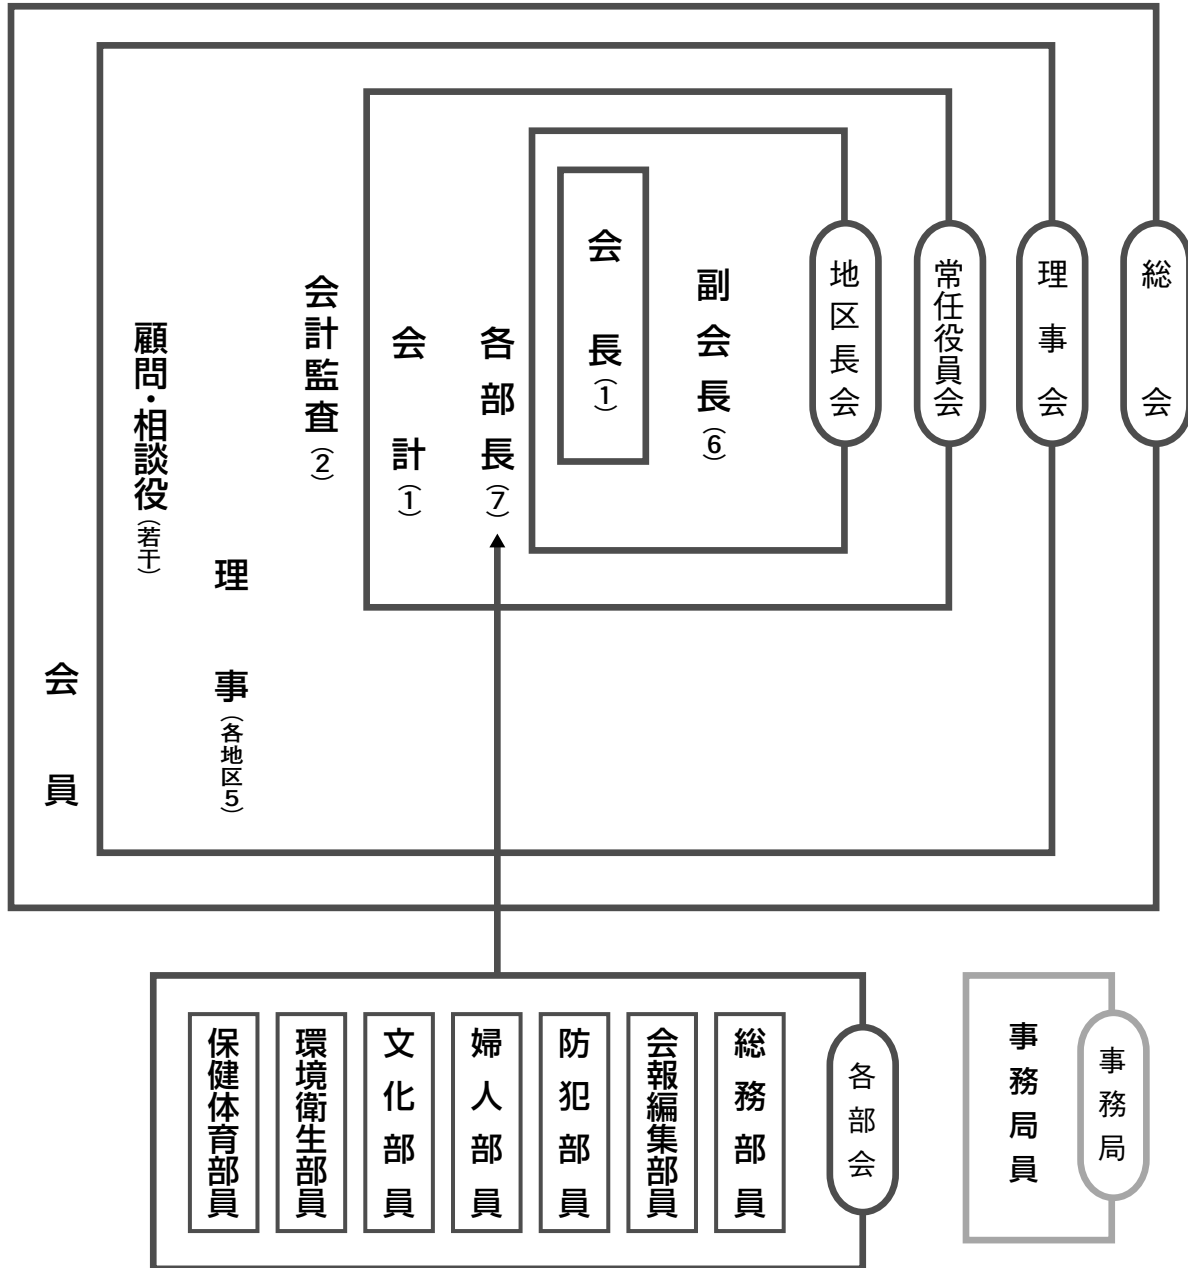 総会
理事会
常任役員会
地区長会
副会長(6)
会長(1)
各部長(7)
会計(1)
会計監査(2)
理事(各地区5)
顧問・相談役(若干)
会員
事務局
事務局員
各部会
総務部員
会報編集部員
防犯部員
婦人部員
文化部員
環境衛生部員
保健体育部員